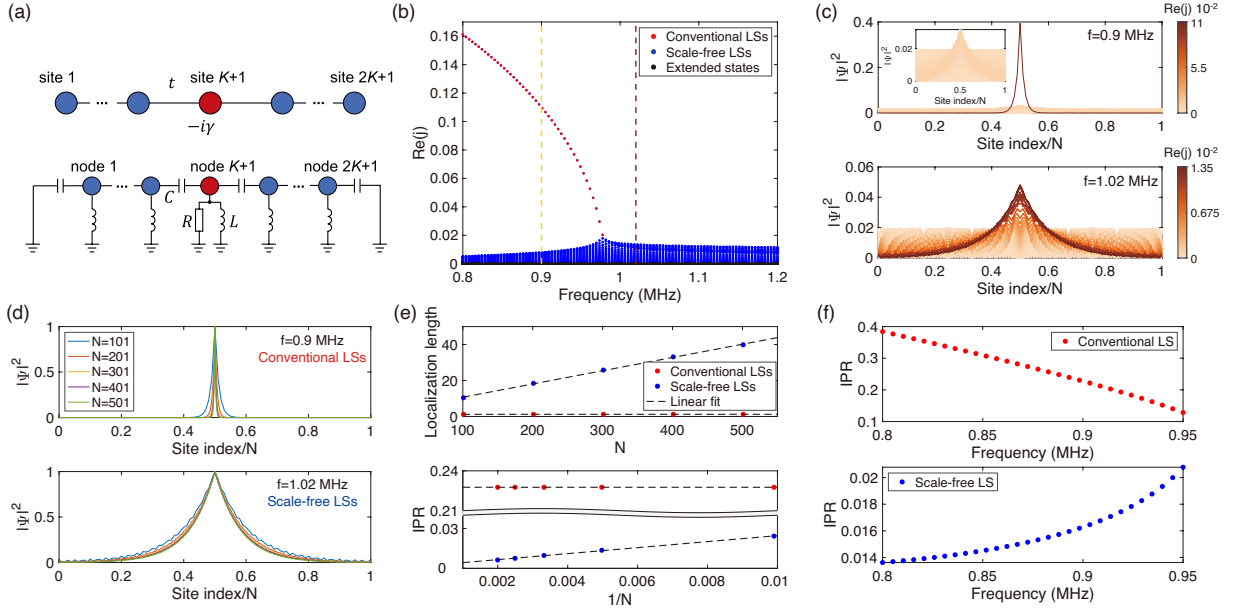 (a)
site 1
t
site K+1
site 2K+1
...
...
−iγ
node 1
node K+1
node 2K+1
...
...
C
R
L
(b)
Conventional LSs
Scale-free LSs
Extended states
0.16
0.14
0.12
0.10
0.08
0.06
0.04
0.02
0
Re(j)
0.8
0.9
1
1.1
1.2
Frequency (MHz)
(c)
Re(j) 10-2
f=0.9 MHz
0.4
0.2
0
|Ψ|2
0.02
0
|Ψ|2
0
0.5
1
Site index/N
11
5.5
0
0
0.2
0.4
0.6
0.8
1
Site index/N
Re(j) 10-2
f=1.02 MHz
0.06
0.04
0.02
0
|Ψ|2
1.35
0.675
0
0
0.2
0.4
0.6
0.8
1
Site index/N
(d)
N=101
N=201
N=301
N=401
N=501
f=0.9 MHz
Conventional LSs
1
0.5
0
|Ψ|2
0
0.2
0.4
0.6
0.8
1
Site index/N
f=1.02 MHz
Scale-free LSs
1
0.5
0
|Ψ|2
0
0.2
0.4
0.6
0.8
1
Site index/N
(e)
Localization length
60
40
20
0
Conventional LSs
Scale-free LSs
Linear fit
100
200
300
400
500
N
0.24
0.21
0.03
0
IPR
0.002
0.004
0.006
0.008
0.01
1/N
(f)
Conventional LS
0.4
0.3
0.2
0.1
IPR
0.8
0.85
0.9
0.95
Frequency (MHz)
Scale-free LS
0.02
0.018
0.016
0.014
IPR
0.8
0.85
0.9
0.95
Frequency (MHz)